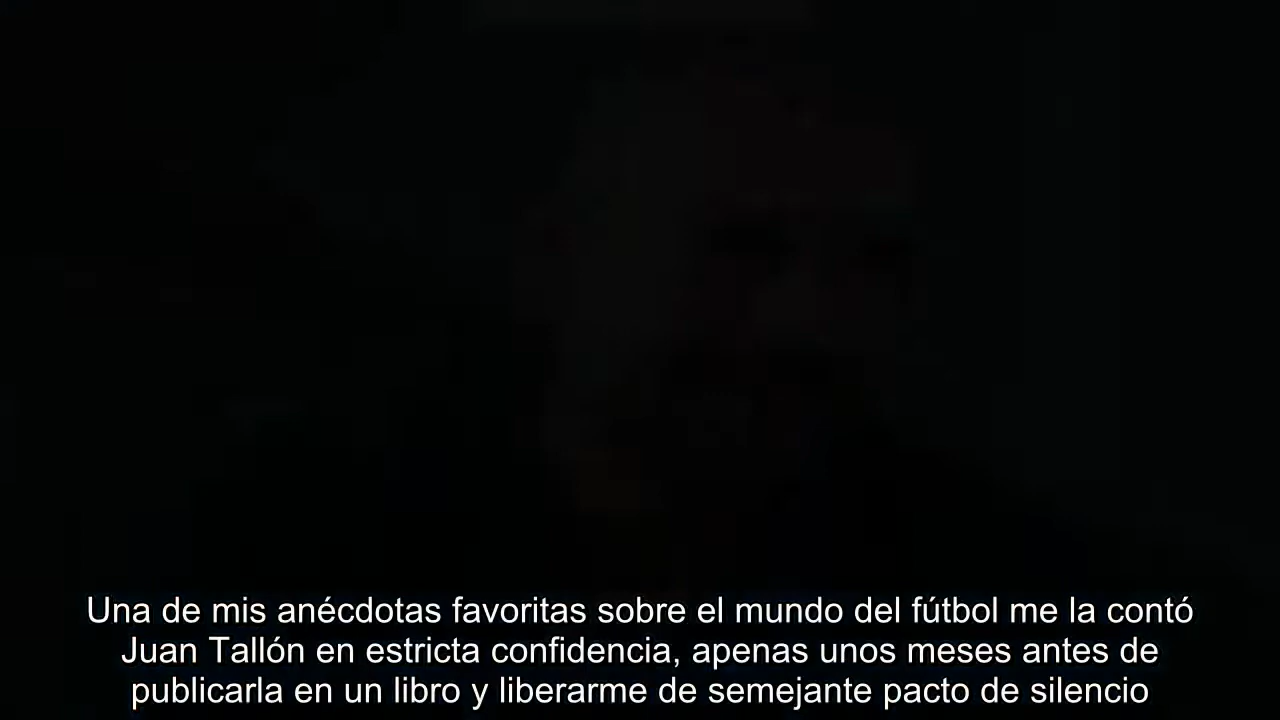 Una de mis anécdotas favoritas sobre el mundo del fútbol me la contó
Juan Tallón en estricta confidencia, apenas unos meses antes de
publicarla en un libro y liberarme de semejante pacto de silencio